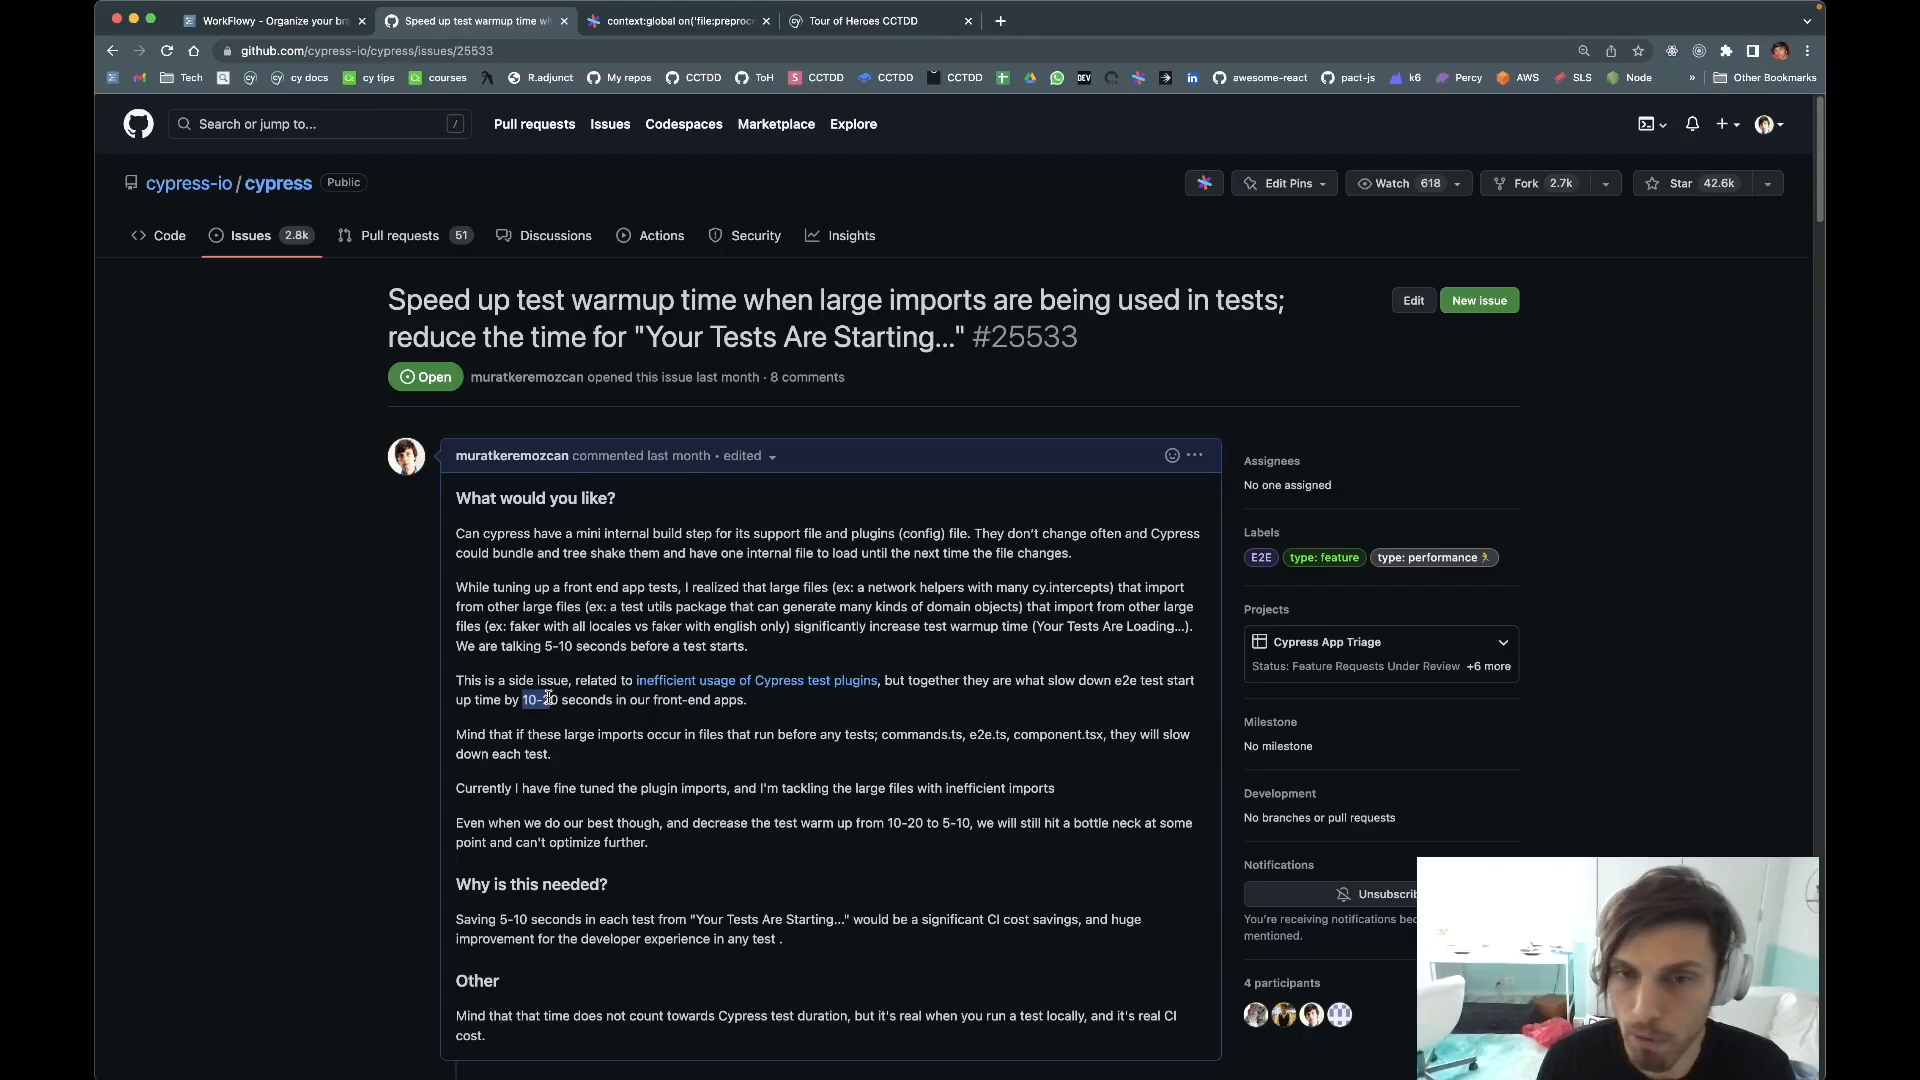 WorkFlowy - Organize your bra
Speed up test warmup time wh
context:global on('file:preproc
Tour of Heroes CCTDD
github.com/cypress-io/cypress/issues/25533
Tech
cy docs
cy tips
courses
R.adjunct
My repos
CCTDD
ToH
CCTDD
CCTDD
CCTDD
awesome-react
pact-js
k6
Percy
AWS
SLS
Node
Other Bookmarks
Search or jump to...
Pull requests
Issues
Codespaces
Marketplace
Explore
cypress-io / cypress
Public
Edit Pins
Watch 618
Fork 2.7k
Star 42.6k
Code
Issues 2.8k
Pull requests 51
Discussions
Actions
Security
Insights
Speed up test warmup time when large imports are being used in tests;
reduce the time for "Your Tests Are Starting..." #25533
Edit
New issue
Open
muratkeremozcan opened this issue last month · 8 comments
muratkeremozcan commented last month • edited
What would you like?
Can cypress have a mini internal build step for its support file and plugins (config) file. They don't change often and Cypress
could bundle and tree shake them and have one internal file to load until the next time the file changes.
While tuning up a front end app tests, I realized that large files (ex: a network helpers with many cy.intercepts) that import
from other large files (ex: a test utils package that can generate many kinds of domain objects) that import from other large
files (ex: faker with all locales vs faker with english only) significantly increase test warmup time (Your Tests Are Loading...).
We are talking 5-10 seconds before a test starts.
This is a side issue, related to inefficient usage of Cypress test plugins, but together they are what slow down e2e test start
up time by 10-20 seconds in our front-end apps.
Mind that if these large imports occur in files that run before any tests; commands.ts, e2e.ts, component.tsx, they will slow
down each test.
Currently I have fine tuned the plugin imports, and I'm tackling the large files with inefficient imports
Even when we do our best though, and decrease the test warm up from 10-20 to 5-10, we will still hit a bottle neck at some
point and can't optimize further.
Why is this needed?
Saving 5-10 seconds in each test from "Your Tests Are Starting..." would be a significant CI cost savings, and huge
improvement for the developer experience in any test .
Other
Mind that that time does not count towards Cypress test duration, but it's real when you run a test locally, and it's real CI
cost.
Assignees
No one assigned
Labels
E2E
type: feature
type: performance
Projects
Cypress App Triage
Status: Feature Requests Under Review +6 more
Milestone
No milestone
Development
No branches or pull requests
Notifications
Unsubscrib
You're receiving notifications bec
mentioned.
4 participants